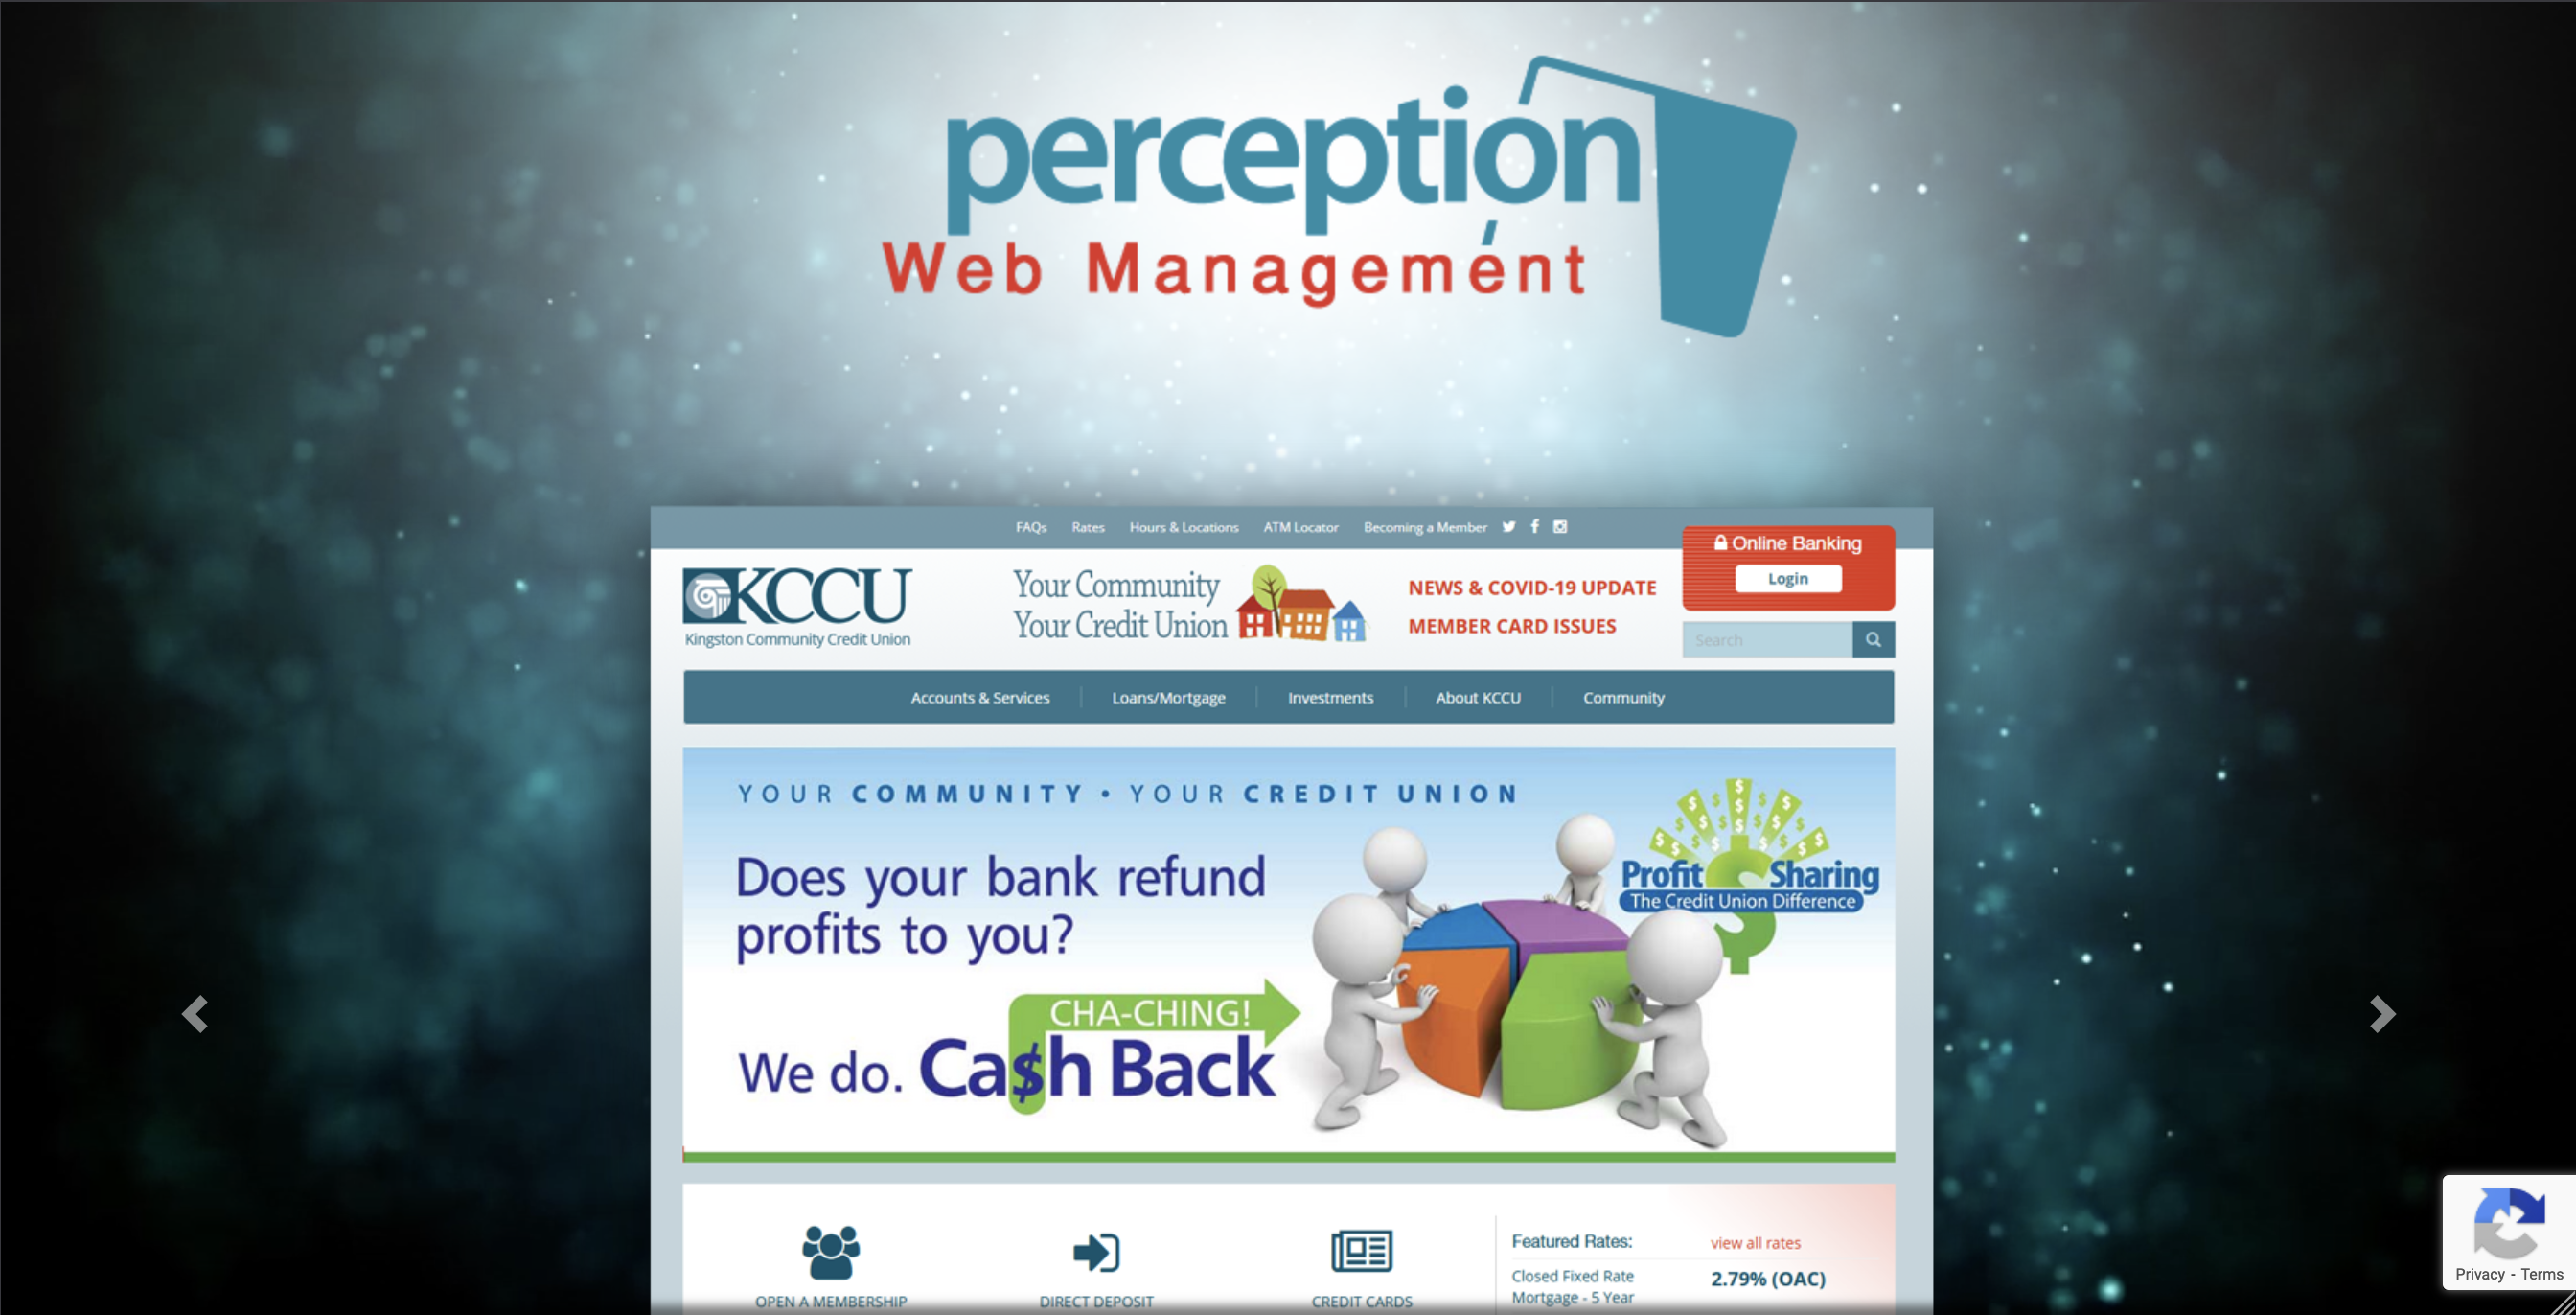 perception
Web Management
FAQs Rates Hours & Locations ATM Locator Becoming a Member
Online Banking
Login
KCCU
Kingston Community Credit Union
Your Community
Your Credit Union
NEWS & COVID-19 UPDATE
MEMBER CARD ISSUES
Search
Accounts & Services Loans/Mortgage Investments About KCCU Community
YOUR COMMUNITY • YOUR CREDIT UNION
Does your bank refund
profits to you?
CHA-CHING!
We do. Ca$h Back
Profit $ Sharing
The Credit Union Difference
OPEN A MEMBERSHIP
DIRECT DEPOSIT
CREDIT CARDS
Featured Rates: view all rates
Closed Fixed Rate
Mortgage - 5 Year
2.79% (OAC)
Privacy - Terms